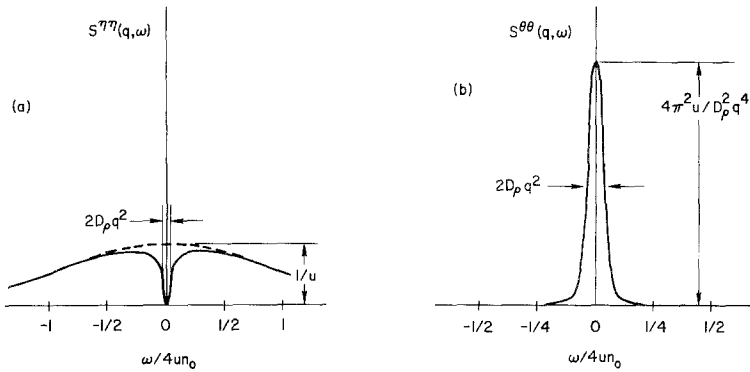 S^ηη(q,ω)
(a)
2D_ρq²
1/u
-1 -1/2 0 1/2 1
ω/4un₀
S^θθ(q,ω)
(b)
4π²u/D_ρ²q⁴
2D_ρq²
-1/2 -1/4 0 1/4 1/2
ω/4un₀